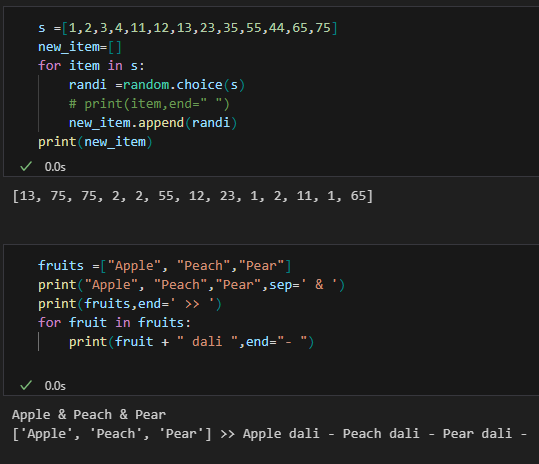 s =[1,2,3,4,11,12,13,23,35,55,44,65,75]
new_item=[]
for item in s:
    randi =random.choice(s)
    # print(item,end=" ")
    new_item.append(randi)
print(new_item)
0.0s
[13, 75, 75, 2, 2, 55, 12, 23, 1, 2, 11, 1, 65]
fruits =["Apple", "Peach","Pear"]
print("Apple", "Peach","Pear",sep=' & ')
print(fruits,end=' >> ')
for fruit in fruits:
    print(fruit + " dali ",end="- ")
0.0s
Apple & Peach & Pear
['Apple', 'Peach', 'Pear'] >> Apple dali - Peach dali - Pear dali -